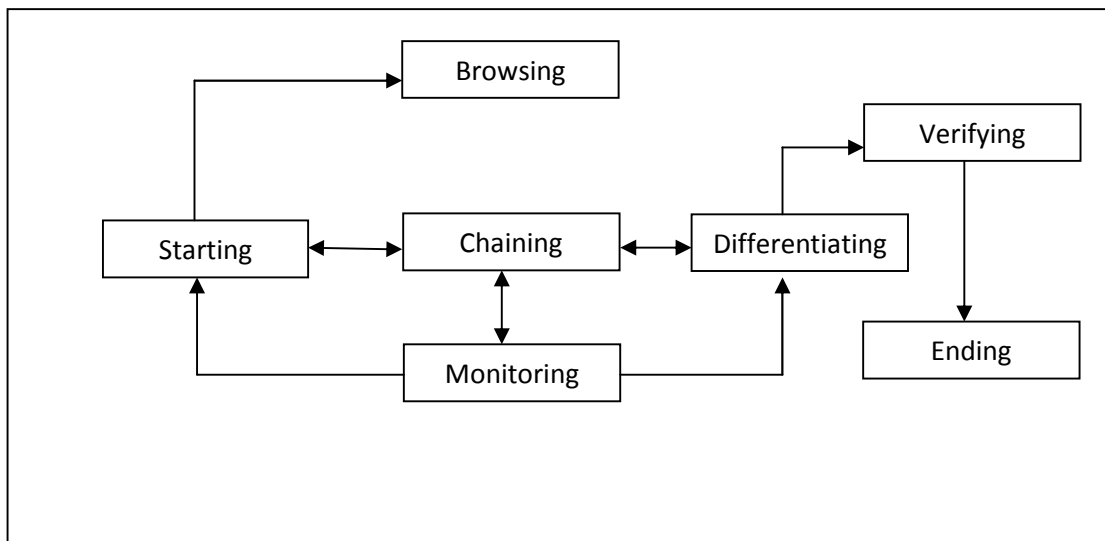 Browsing
Verifying
Starting
Chaining
Differentiating
Monitoring
Ending